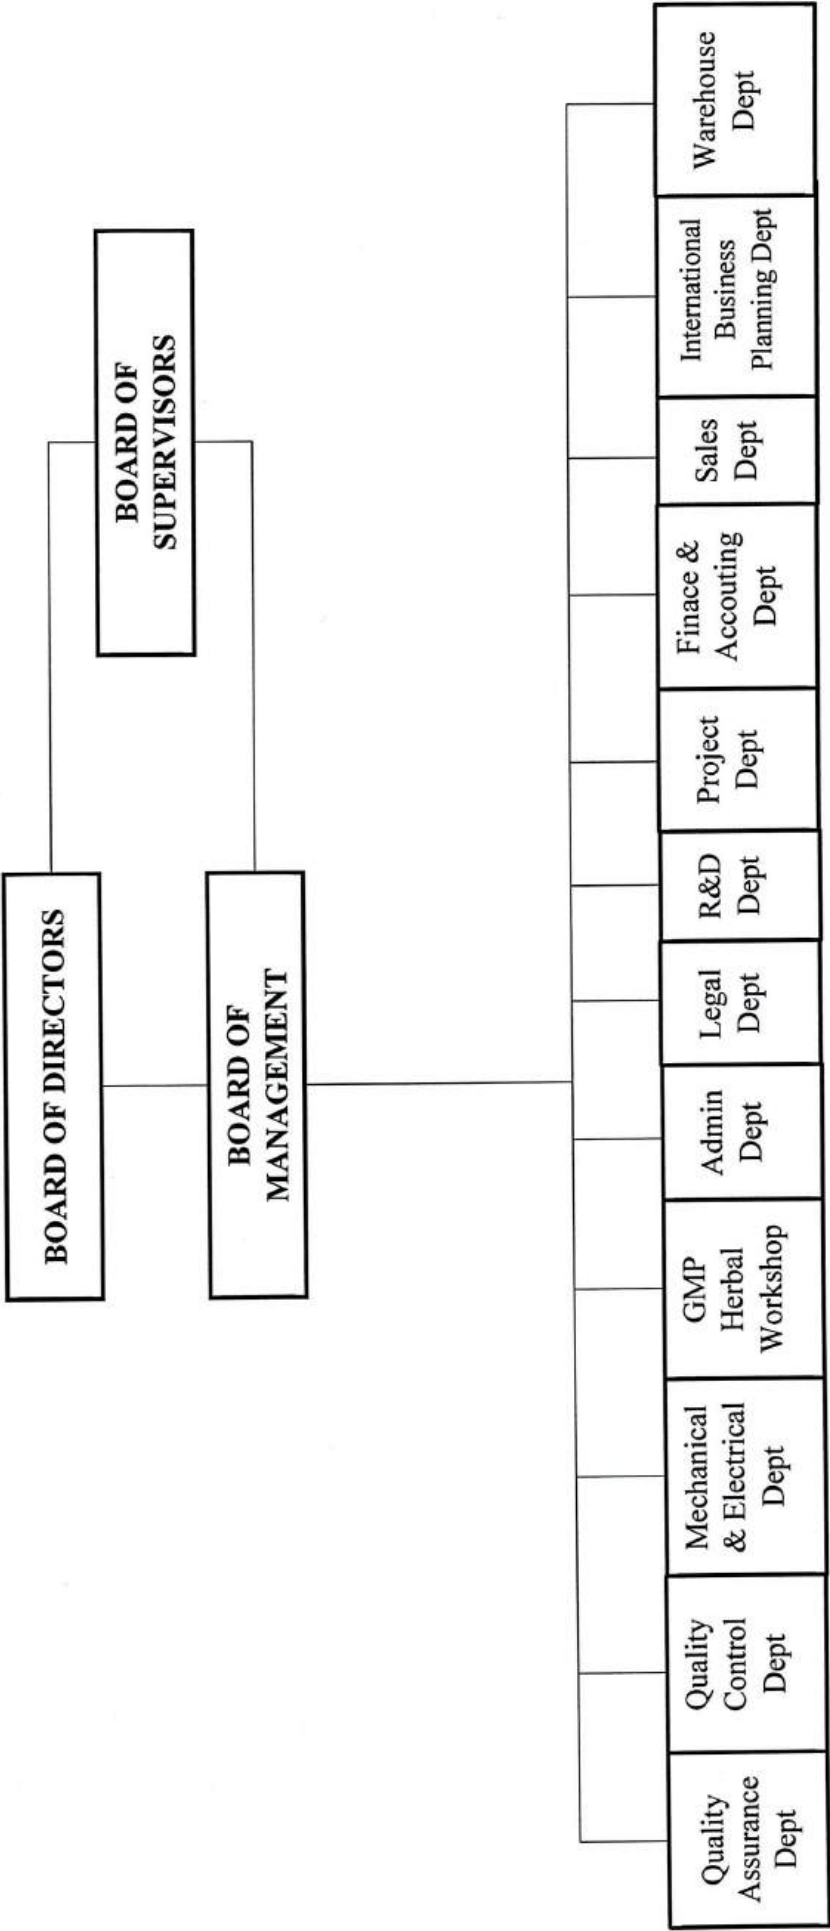 BOARD OF DIRECTORS
BOARD OF
SUPERVISORS
BOARD OF
MANAGEMENT
Quality
Assurance
Dept
Quality
Control
Dept
Mechanical
& Electrical
Dept
GMP
Herbal
Workshop
Admin
Dept
Legal
Dept
R&D
Dept
Project
Dept
Finace &
Accouting
Dept
Sales
Dept
International
Business
Planning Dept
Warehouse
Dept